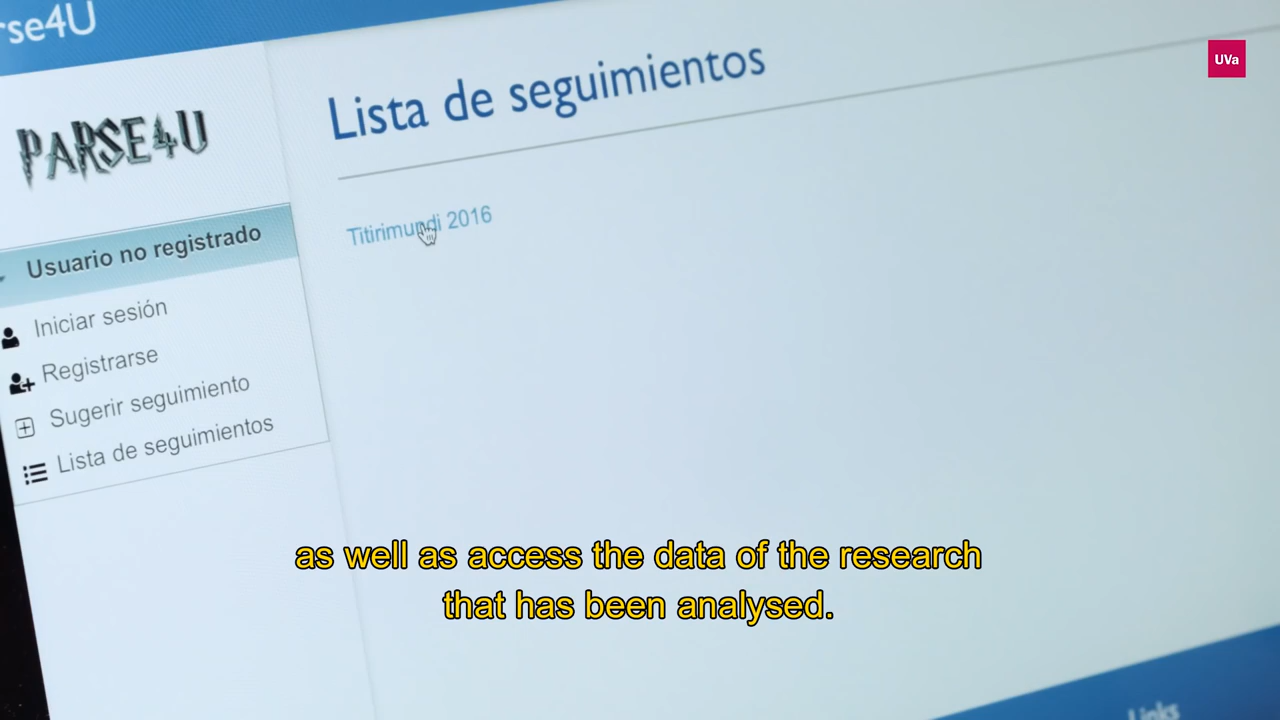 rse4U
UVa
Lista de seguimientos
PARSE4U
Titirimundi 2016
Usuario no registrado
Iniciar sesión
Registrarse
Sugerir seguimiento
Lista de seguimientos
as well as access the data of the research
that has been analysed.
Links